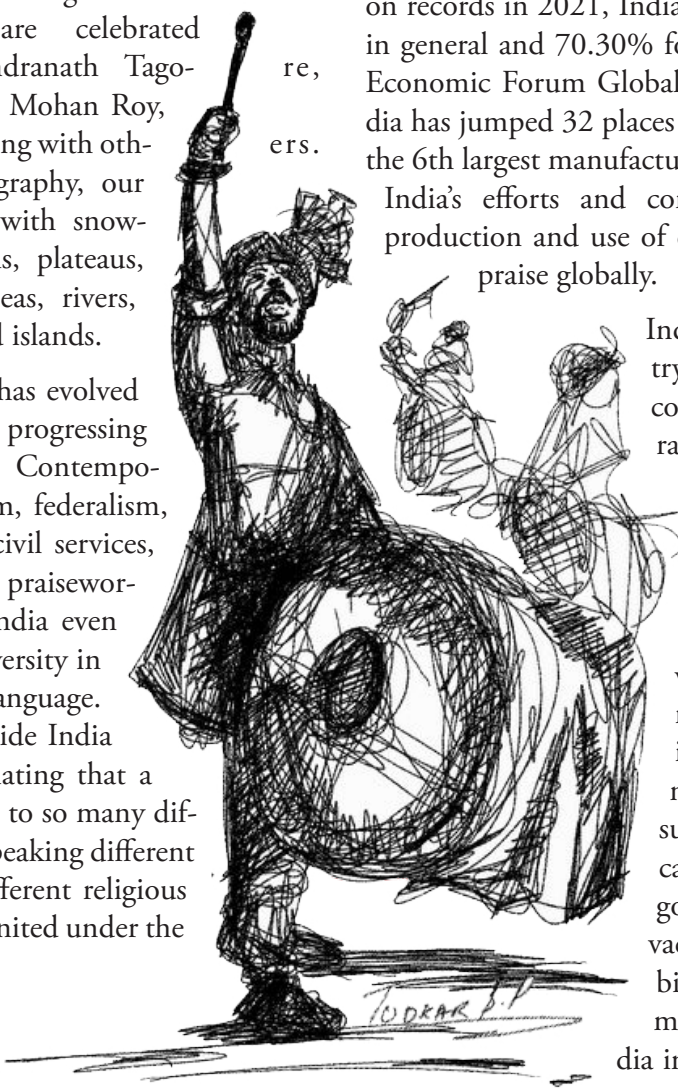 are celebrated
ndranath Tago- re,
Mohan Roy,
ng with oth- ers.
graphy, our
with snow-
s, plateaus,
eas, rivers,
d islands.
has evolved
progressing
Contempo-
m, federalism,
civil services,
praisewor-
ndia even
versity in
anguage.
ide India
ating that a
to so many dif-
peaking different
fferent religious
nited under the
on records in 2021, India
in general and 70.30% fo
Economic Forum Global
dia has jumped 32 places
the 6th largest manufactu
India's efforts and con
production and use of
praise globally.
Ind
try
co
ra
v
r
i
n
su
ca
go
vac
bi
m
dia in
TUDKAR B.P